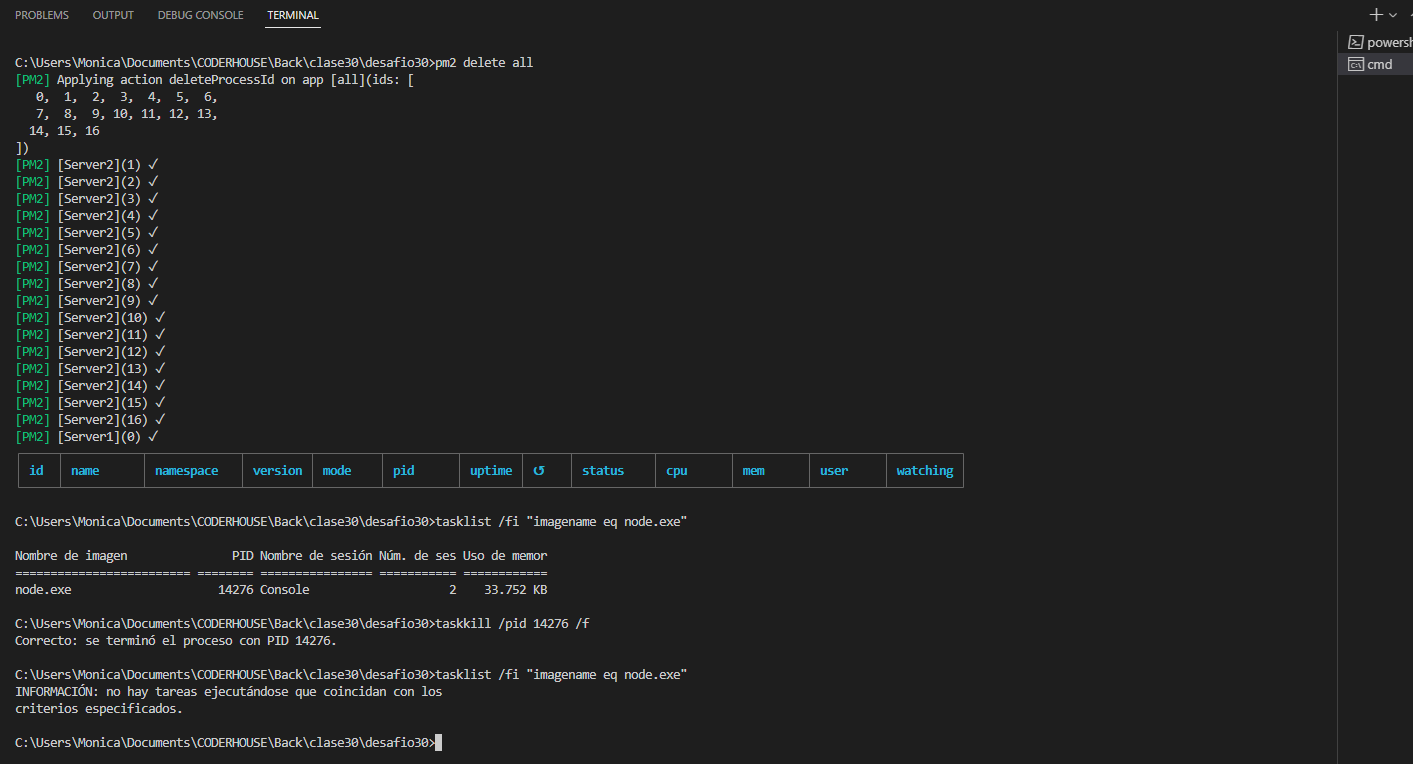 PROBLEMS OUTPUT DEBUG CONSOLE TERMINAL
powersh
cmd
C:\Users\Monica\Documents\CODERHOUSE\Back\clase30\desafio30>pm2 delete all
[PM2] Applying action deleteProcessId on app [all](ids: [
0, 1, 2, 3, 4, 5, 6,
7, 8, 9, 10, 11, 12, 13,
14, 15, 16
])
[PM2] [Server2](1) ✓
[PM2] [Server2](2) ✓
[PM2] [Server2](3) ✓
[PM2] [Server2](4) ✓
[PM2] [Server2](5) ✓
[PM2] [Server2](6) ✓
[PM2] [Server2](7) ✓
[PM2] [Server2](8) ✓
[PM2] [Server2](9) ✓
[PM2] [Server2](10) ✓
[PM2] [Server2](11) ✓
[PM2] [Server2](12) ✓
[PM2] [Server2](13) ✓
[PM2] [Server2](14) ✓
[PM2] [Server2](15) ✓
[PM2] [Server2](16) ✓
[PM2] [Server1](0) ✓
id name namespace version mode pid uptime ↺ status cpu mem user watching
C:\Users\Monica\Documents\CODERHOUSE\Back\clase30\desafio30>tasklist /fi "imagename eq node.exe"
Nombre de imagen PID Nombre de sesión Núm. de ses Uso de memor
========================= ======== ================ =========== ============
node.exe 14276 Console 2 33.752 KB
C:\Users\Monica\Documents\CODERHOUSE\Back\clase30\desafio30>taskkill /pid 14276 /f
Correcto: se terminó el proceso con PID 14276.
C:\Users\Monica\Documents\CODERHOUSE\Back\clase30\desafio30>tasklist /fi "imagename eq node.exe"
INFORMACIÓN: no hay tareas ejecutándose que coincidan con los
criterios especificados.
C:\Users\Monica\Documents\CODERHOUSE\Back\clase30\desafio30>